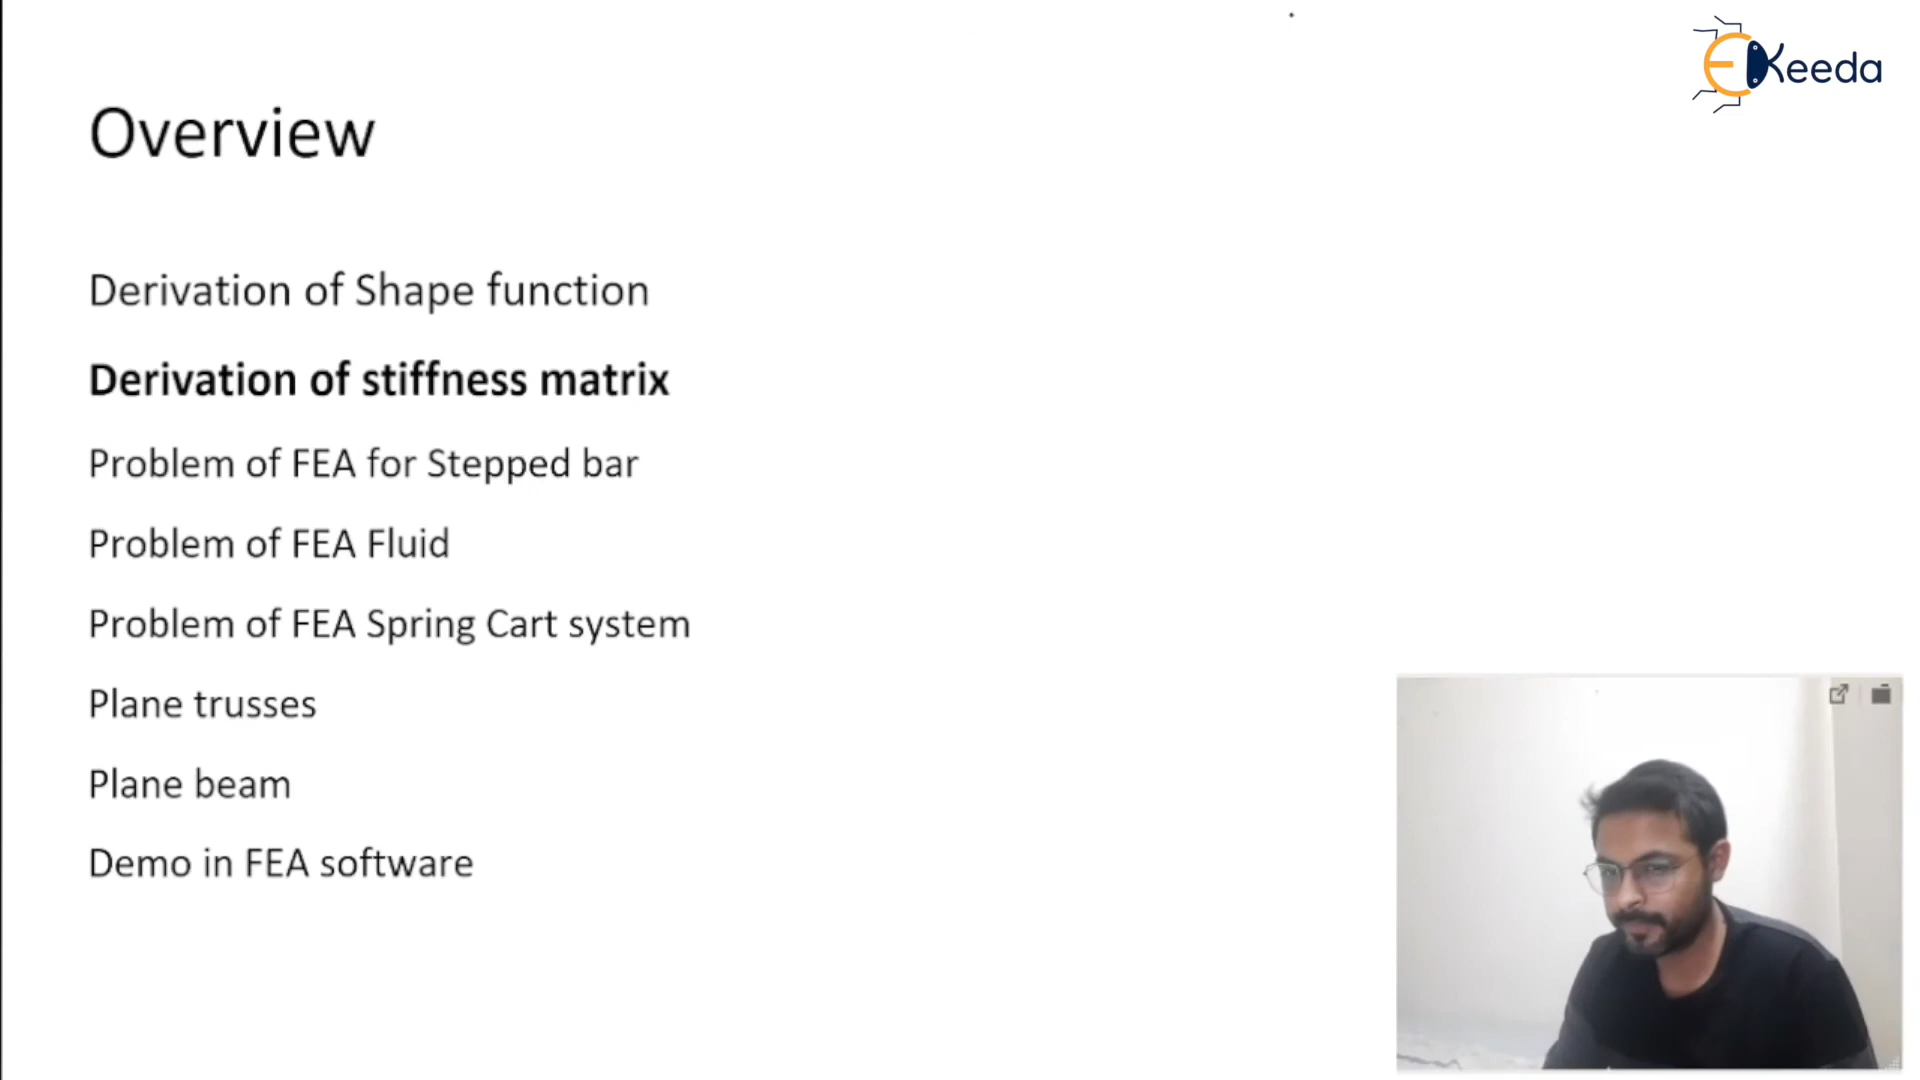 EKeeda
Overview
Derivation of Shape function
Derivation of stiffness matrix
Problem of FEA for Stepped bar
Problem of FEA Fluid
Problem of FEA Spring Cart system
Plane trusses
Plane beam
Demo in FEA software